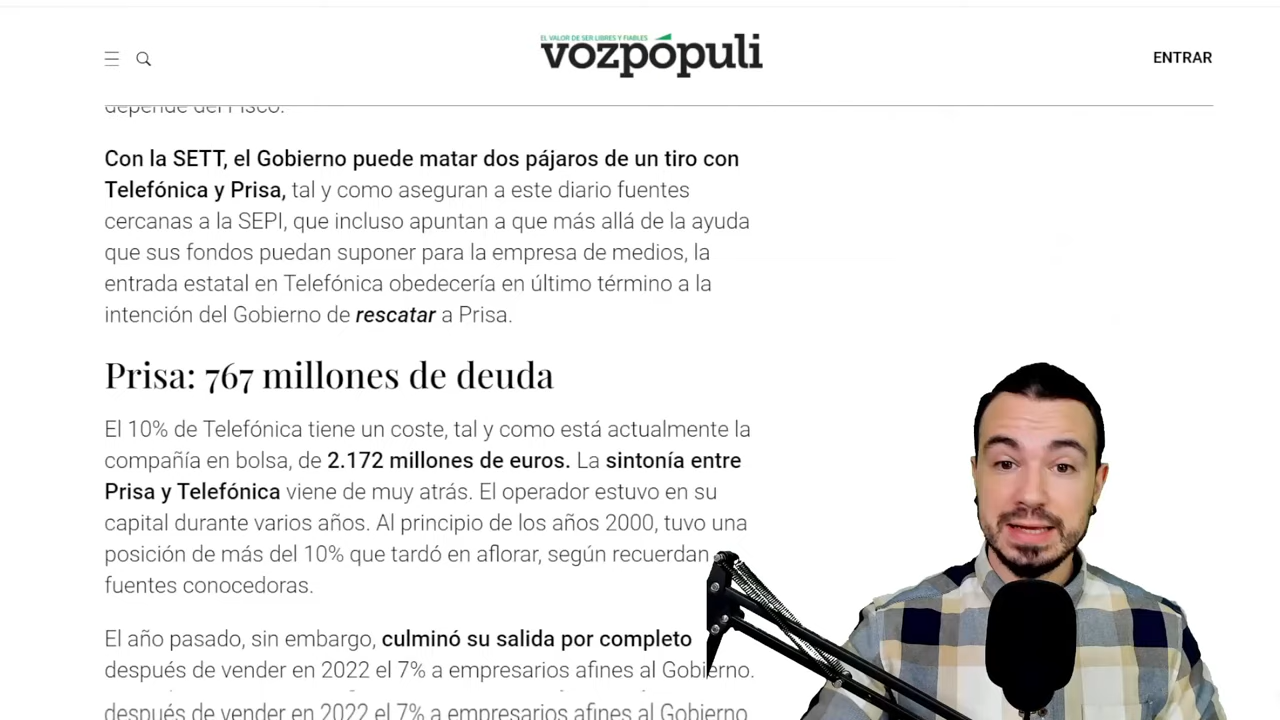 EL VALOR DE SER LIBRES Y FIABLES
vozpópuli
ENTRAR
depende del Fisco.
Con la SETT, el Gobierno puede matar dos pájaros de un tiro con
Telefónica y Prisa, tal y como aseguran a este diario fuentes
cercanas a la SEPI, que incluso apuntan a que más allá de la ayuda
que sus fondos puedan suponer para la empresa de medios, la
entrada estatal en Telefónica obedecería en último término a la
intención del Gobierno de rescatar a Prisa.
Prisa: 767 millones de deuda
El 10% de Telefónica tiene un coste, tal y como está actualmente la
compañía en bolsa, de 2.172 millones de euros. La sintonía entre
Prisa y Telefónica viene de muy atrás. El operador estuvo en su
capital durante varios años. Al principio de los años 2000, tuvo una
posición de más del 10% que tardó en aflorar, según recuerdan
fuentes conocedoras.
El año pasado, sin embargo, culminó su salida por completo
después de vender en 2022 el 7% a empresarios afines al Gobierno.
después de vender en 2022 el 7% a empresarios afines al Gobierno